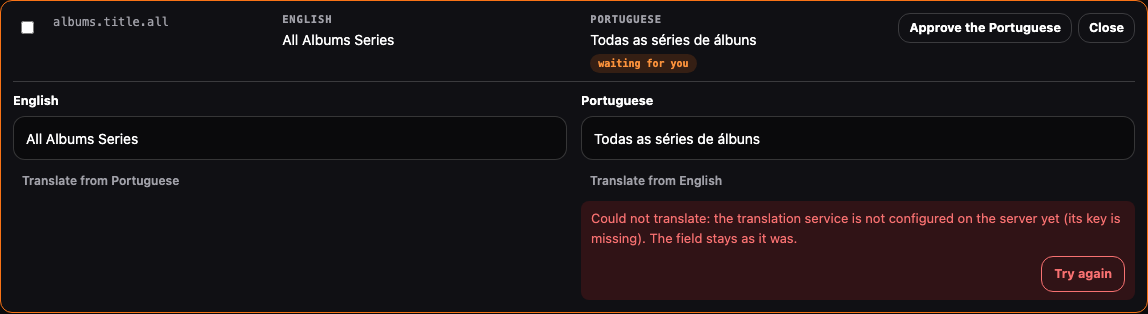 albums.title.all
ENGLISH
All Albums Series
PORTUGUESE
Todas as séries de álbuns
waiting for you
Approve the Portuguese
Close
English
All Albums Series
Translate from Portuguese
Portuguese
Todas as séries de álbuns
Translate from English
Could not translate: the translation service is not configured on the server yet (its key is
missing). The field stays as it was.
Try again